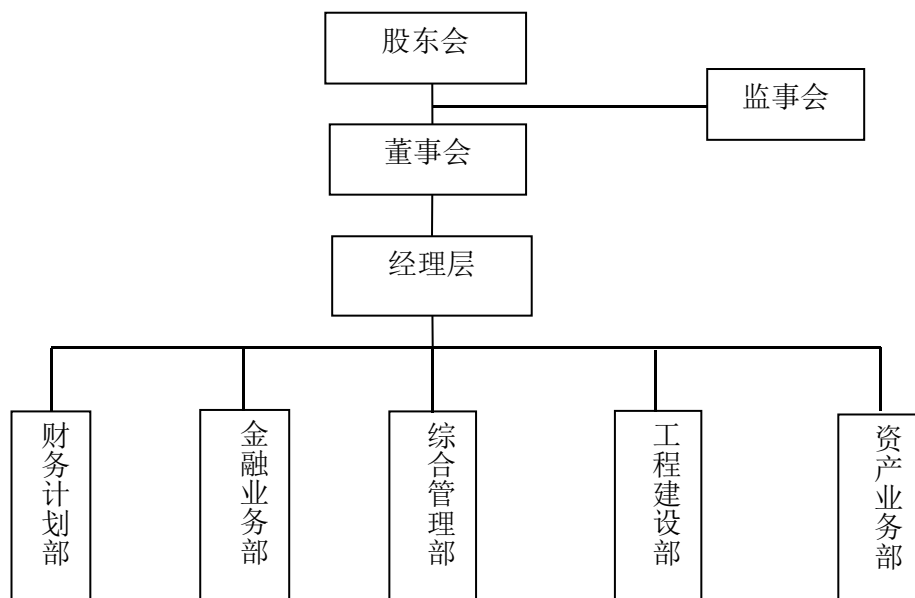 股东会
监事会
董事会
经理层
财务计划部
金融业务部
综合管理部
工程建设部
资产业务部